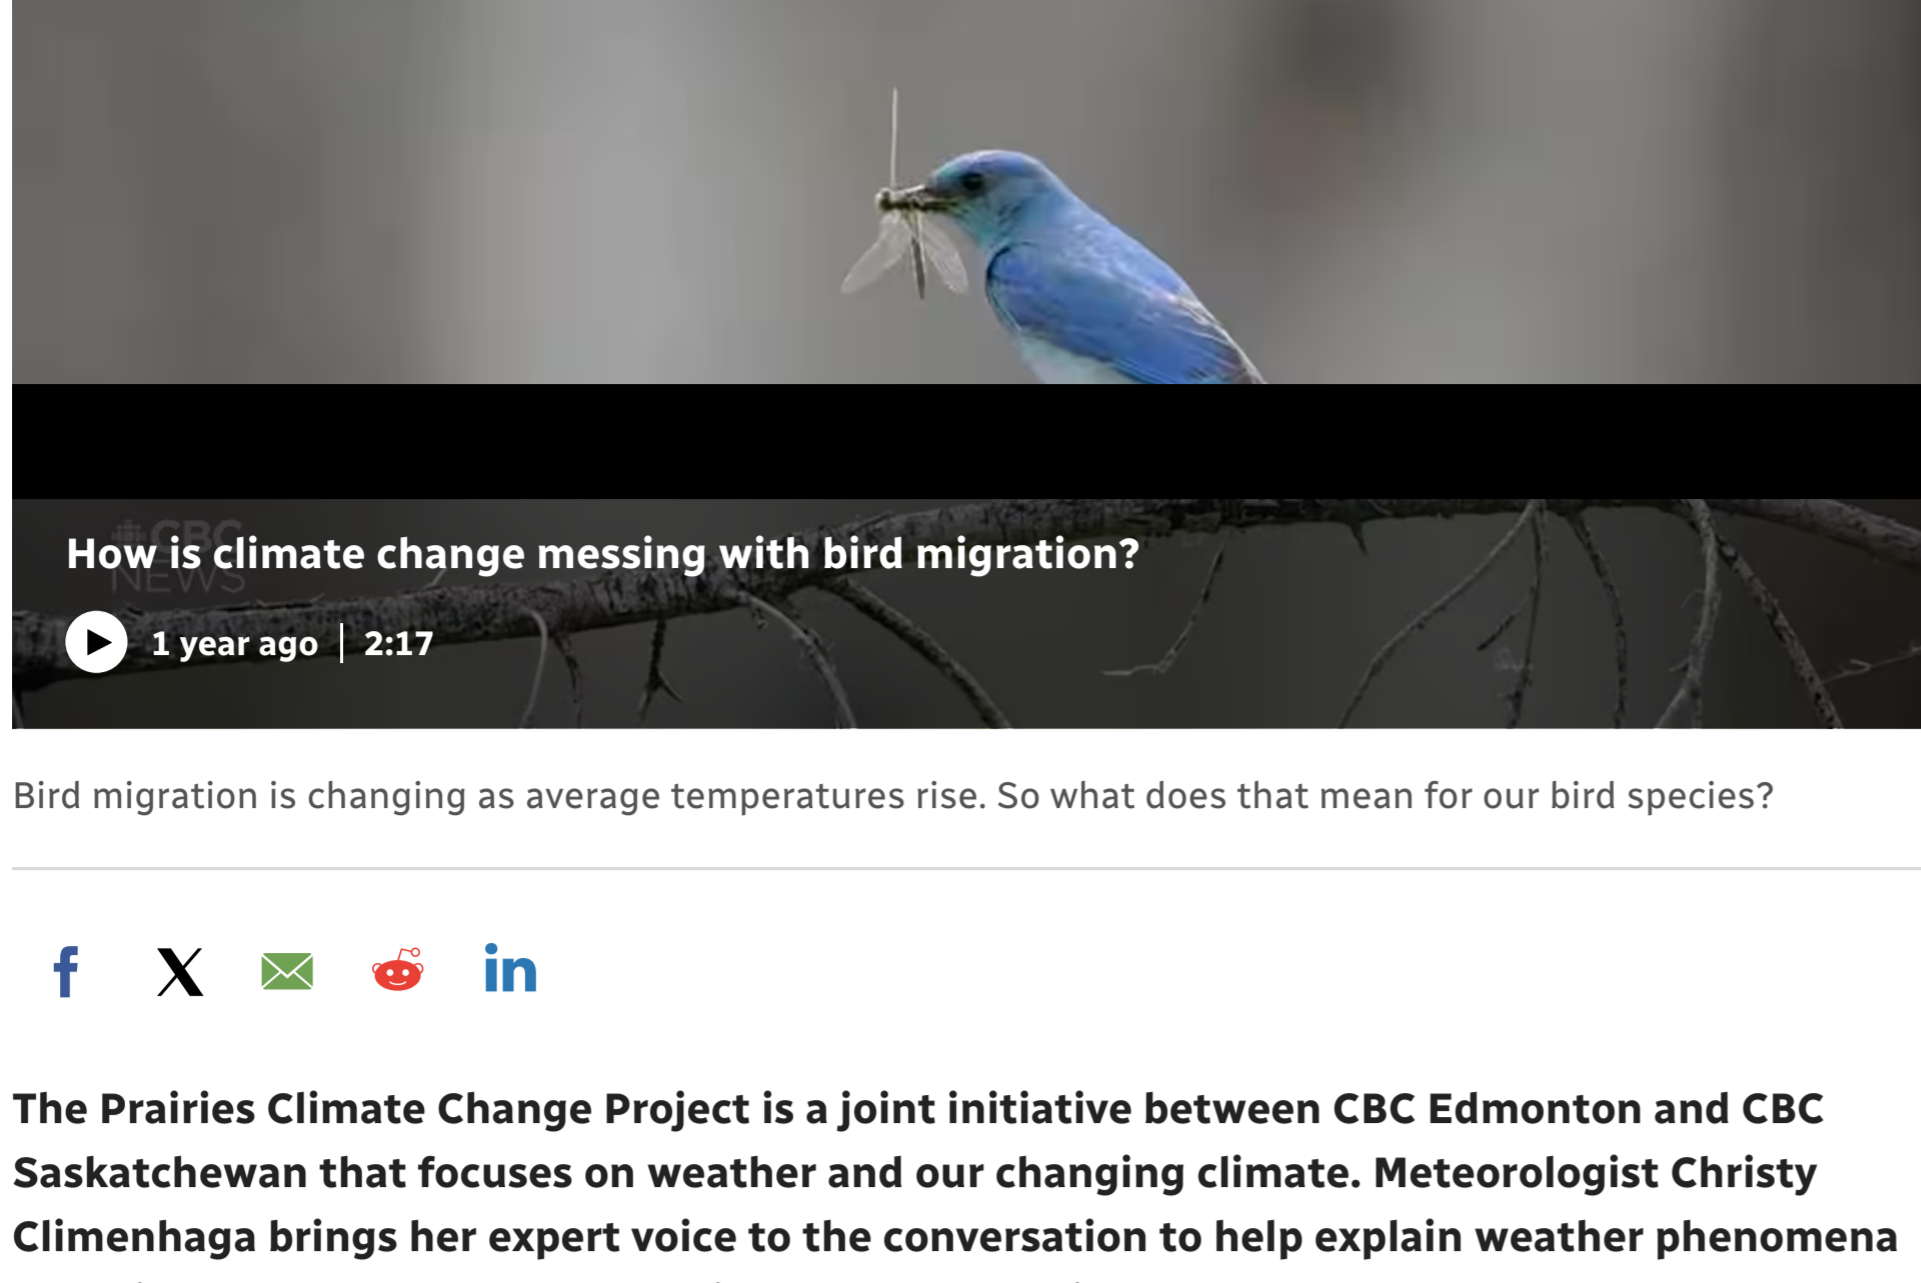 CBC
NEWS
How is climate change messing with bird migration?
1 year ago | 2:17
Bird migration is changing as average temperatures rise. So what does that mean for our bird species?
f X in
The Prairies Climate Change Project is a joint initiative between CBC Edmonton and CBC
Saskatchewan that focuses on weather and our changing climate. Meteorologist Christy
Climenhaga brings her expert voice to the conversation to help explain weather phenomena